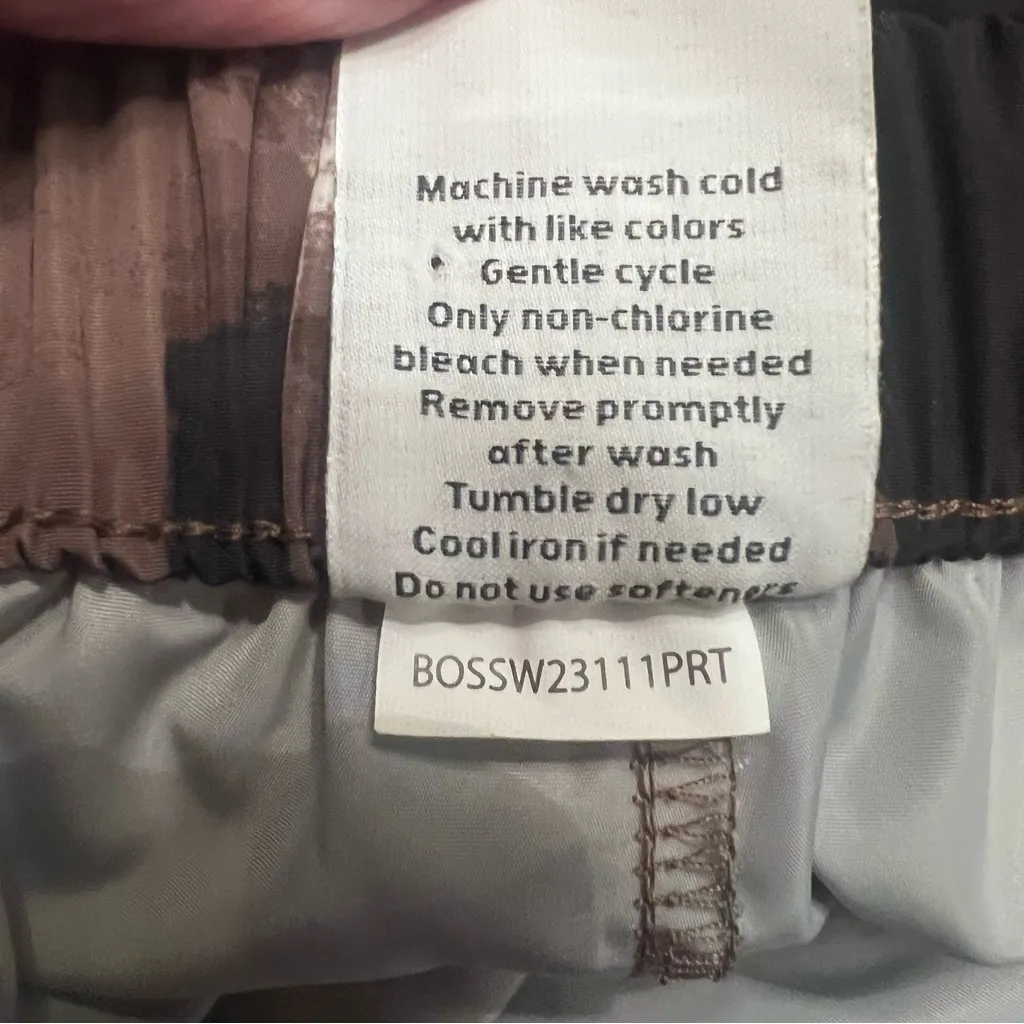 Machine wash cold
with like colors
Gentle cycle
Only non-chlorine
bleach when needed
Remove promptly
after wash
Tumble dry low
Cool iron if needed
Do not use softeners
BOSSW23111PRT